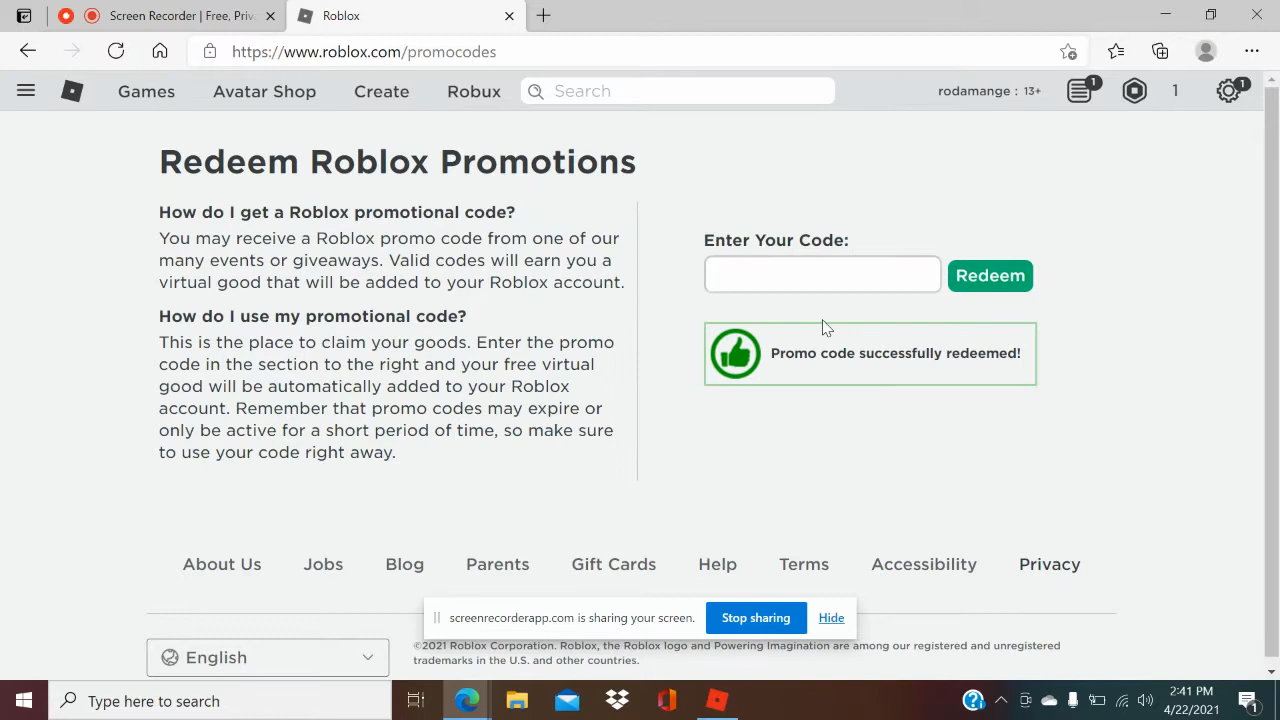 Screen Recorder | Free, Priv
Roblox
https://www.roblox.com/promocodes
Games
Avatar Shop
Create
Robux
Search
rodamange : 13+
1
1
1
Redeem Roblox Promotions
How do I get a Roblox promotional code?
You may receive a Roblox promo code from one of our
many events or giveaways. Valid codes will earn you a
virtual good that will be added to your Roblox account.
How do I use my promotional code?
This is the place to claim your goods. Enter the promo
code in the section to the right and your free virtual
good will be automatically added to your Roblox
account. Remember that promo codes may expire or
only be active for a short period of time, so make sure
to use your code right away.
Enter Your Code:
Redeem
Promo code successfully redeemed!
About Us
Jobs
Blog
Parents
Gift Cards
Help
Terms
Accessibility
Privacy
screenrecorderapp.com is sharing your screen.
Stop sharing
Hide
English
©2021 Roblox Corporation. Roblox, the Roblox logo and Powering Imagination are among our registered and unregistered
trademarks in the U.S. and other countries.
Type here to search
2:41 PM
4/22/2021
1